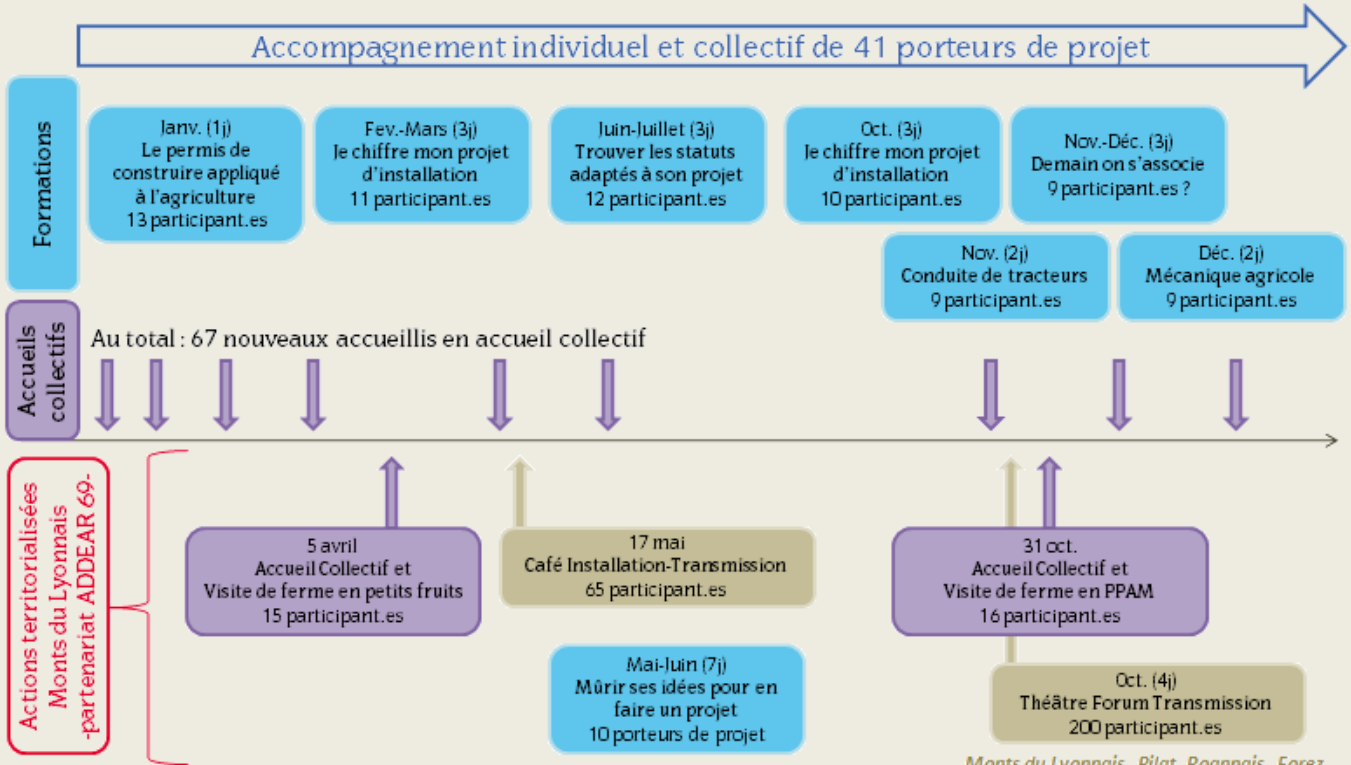 Accompagnement individuel et collectif de 41 porteurs de projet
Formations
Janv. (1j)
Le permis de
construire appliqué
à l'agriculture
13 participant.es
Fev.-Mars (3j)
Je chiffre mon projet
d'installation
11 participant.es
Juin-Juillet (3j)
Trouver les statuts
adaptés à son projet
12 participant.es
Oct. (3j)
Je chiffre mon projet
d'installation
10 participant.es
Nov.-Déc. (3j)
Demain on s'associe
9 participant.es ?
Nov. (2j)
Conduite de tracteurs
9 participant.es
Déc. (2j)
Mécanique agricole
9 participant.es
Accueils
collectifs
Au total : 67 nouveaux accueillis en accueil collectif
Actions territorialisées
Monts du Lyonnais
-partenariat ADDEAR 69-
5 avril
Accueil Collectif et
Visite de ferme en petits fruits
15 participant.es
17 mai
Café Installation-Transmission
65 participant.es
31 oct.
Accueil Collectif et
Visite de ferme en PPAM
16 participant.es
Mai-Juin (7j)
Mûrir ses idées pour en
faire un projet
10 porteurs de projet
Oct. (4j)
Théâtre Forum Transmission
200 participant.es
Monts du Lyonnais, Pilat, Roannais, Forez